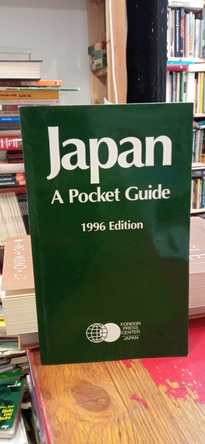 Japan
A Pocket Guide
1996 Edition
FOREIGN
PRESS
CENTER
JAPAN